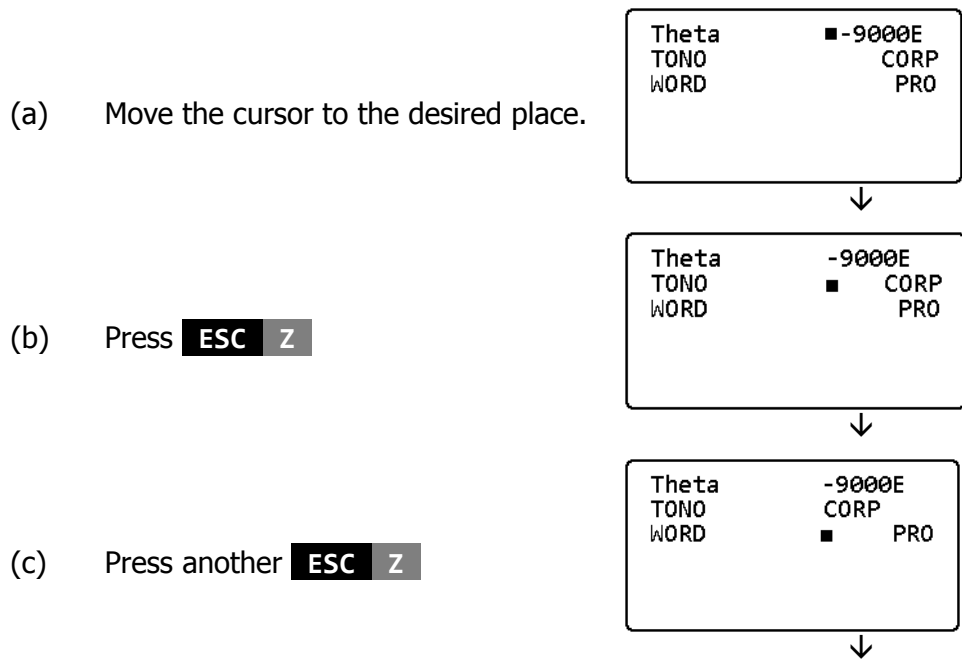 Theta ■-9000E
TONO CORP
WORD PRO
(a) Move the cursor to the desired place.
↓
Theta -9000E
TONO ■ CORP
WORD PRO
(b) Press ESC Z
↓
Theta -9000E
TONO CORP
WORD ■ PRO
(c) Press another ESC Z
↓